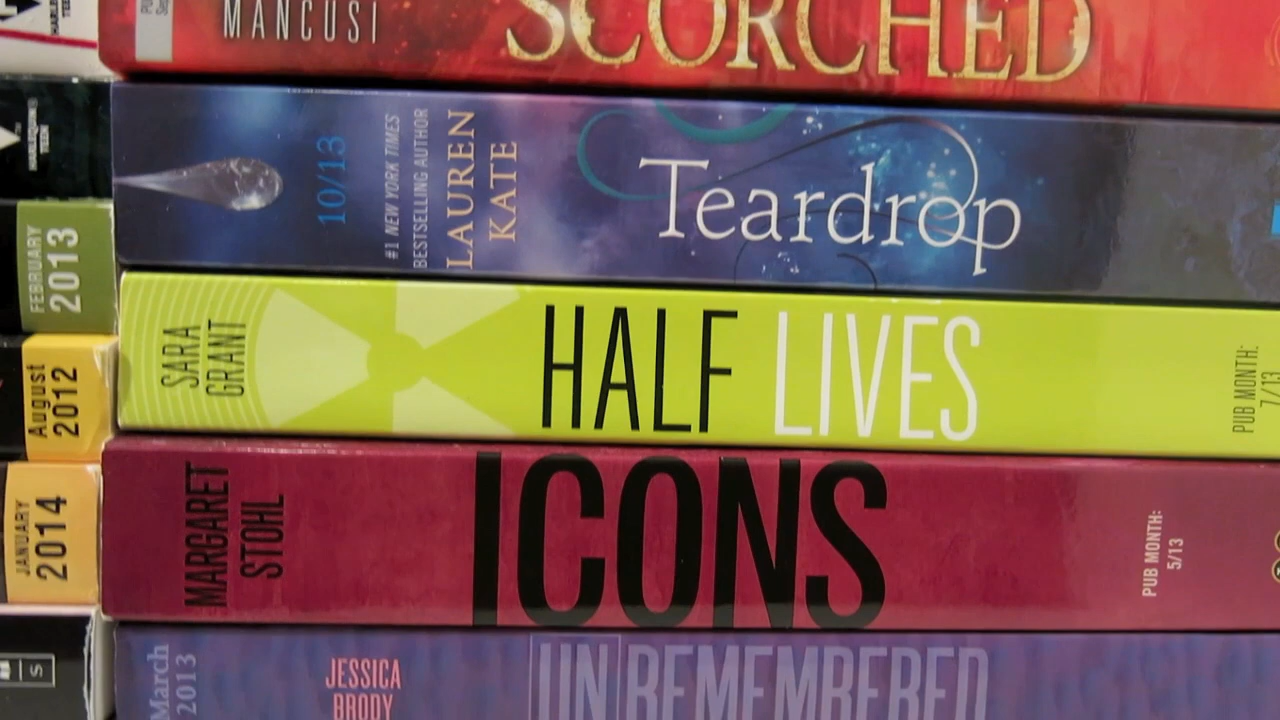 MANCUSI
SCORCHED
HARLEQUIN TEEN
10/13
#1 NEW YORK TIMES
BESTSELLING AUTHOR
LAUREN
KATE
Teardrop
FEBRUARY
2013
SARA
GRANT
HALF LIVES
PUB MONTH:
7/13
August
2012
MARGARET
STOHL
ICONS
PUB MONTH:
5/13
JANUARY
2014
March
2013
JESSICA
BRODY
UNREMEMBERED
S